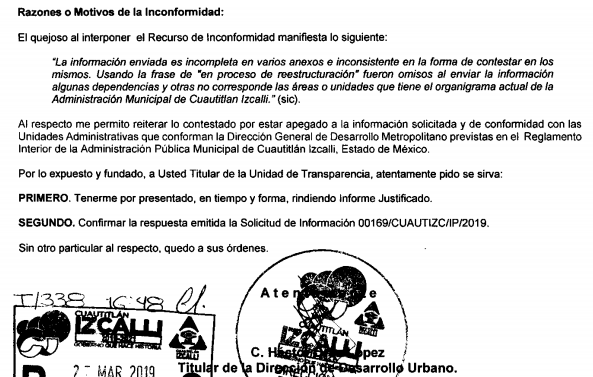 Razones o Motivos de la Inconformidad:
El quejoso al interponer el Recurso de Inconformidad manifiesta lo siguiente:
"La información enviada es incompleta en varios anexos e inconsistente en la forma de contestar en los
mismos. Usando la frase de "en proceso de reestructuración" fueron omisos al enviar la información
algunas dependencias y otras no corresponde las áreas o unidades que tiene el organigrama actual de la
Administración Municipal de Cuautitlan Izcalli." (sic).
Al respecto me permito reiterar lo contestado por estar apegado a la información solicitada y de conformidad con las
Unidades Administrativas que conforman la Dirección General de Desarrollo Metropolitano previstas en el Reglamento
Interior de la Administración Pública Municipal de Cuautitlán Izcalli, Estado de México.
Por lo expuesto y fundado, a Usted Titular de la Unidad de Transparencia, atentamente pido se sirva:
PRIMERO. Tenerme por presentado, en tiempo y forma, rindiendo Informe Justificado.
SEGUNDO. Confirmar la respuesta emitida la Solicitud de Información 00169/CUAUTIZC/IP/2019.
Sin otro particular al respecto, quedo a sus órdenes.
T/338 16:48
CUAUTITLÁN
IZCALLI
GOBIERNO QUE HACE HISTORIA
MAR 2019
CUAUTITLÁN
IZCALLI
C.
Titular de la Dirección de Desarrollo Urbano.